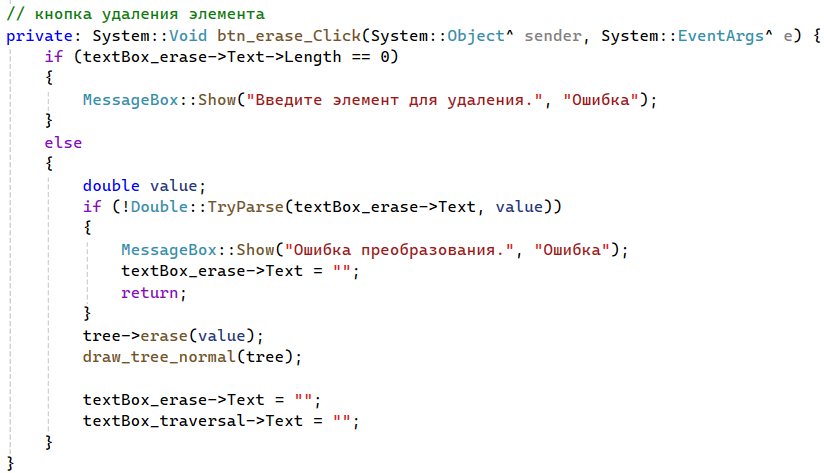 // кнопка удаления элемента
private: System::Void btn_erase_Click(System::Object^ sender, System::EventArgs^ e) {
    if (textBox_erase->Text->Length == 0)
    {
        MessageBox::Show("Введите элемент для удаления.", "Ошибка");
    }
    else
    {
        double value;
        if (!Double::TryParse(textBox_erase->Text, value))
        {
            MessageBox::Show("Ошибка преобразования.", "Ошибка");
            textBox_erase->Text = "";
            return;
        }
        tree->erase(value);
        draw_tree_normal(tree);

        textBox_erase->Text = "";
        textBox_traversal->Text = "";
    }
}